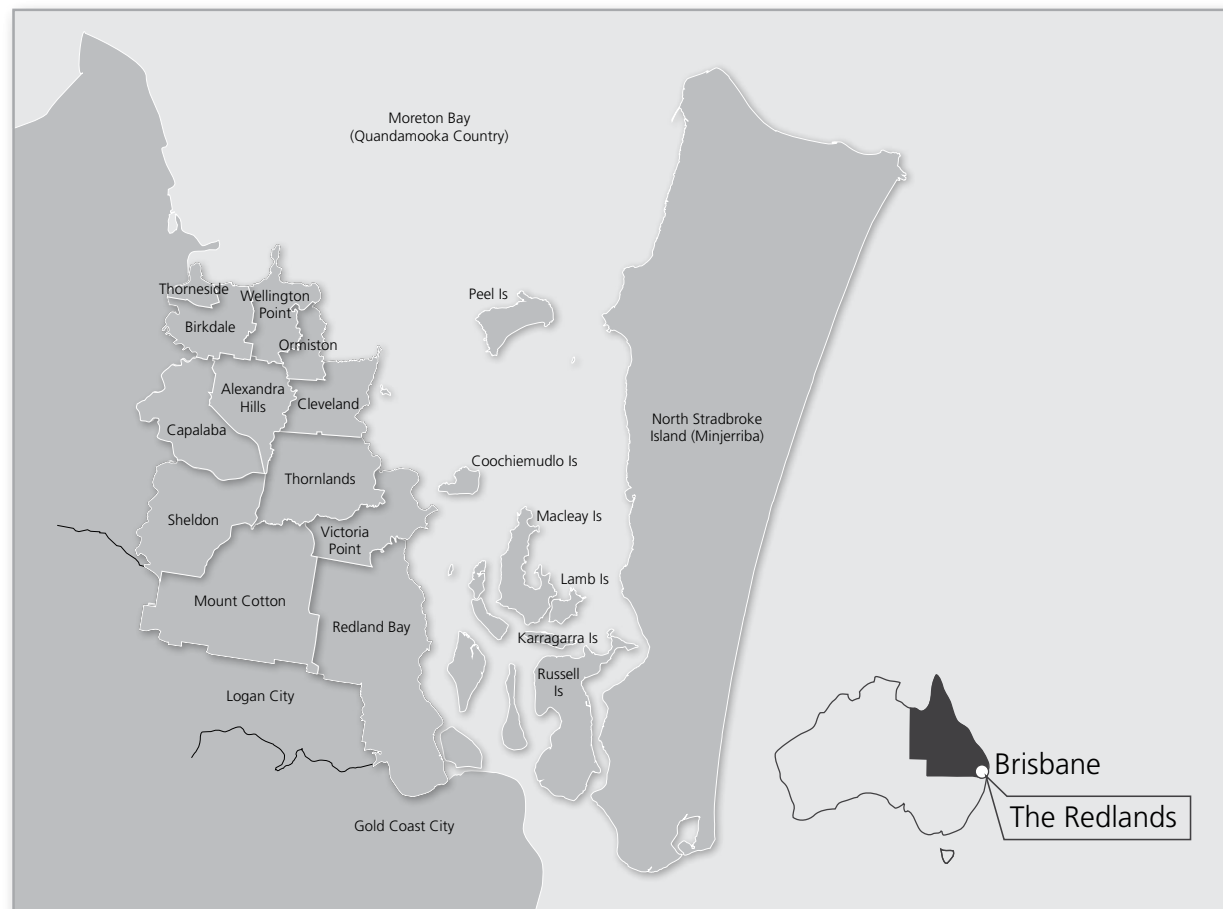 Moreton Bay
(Quandamooka Country)
Thorneside
Wellington
Point
Birkdale
Ormiston
Peel Is
Alexandra
Hills
Cleveland
Capalaba
North Stradbroke
Island (Minjerriba)
Coochiemudlo Is
Thornlands
Macleay Is
Sheldon
Victoria
Point
Lamb Is
Mount Cotton
Redland Bay
Karragarra Is
Russell
Is
Logan City
Gold Coast City
Brisbane
The Redlands